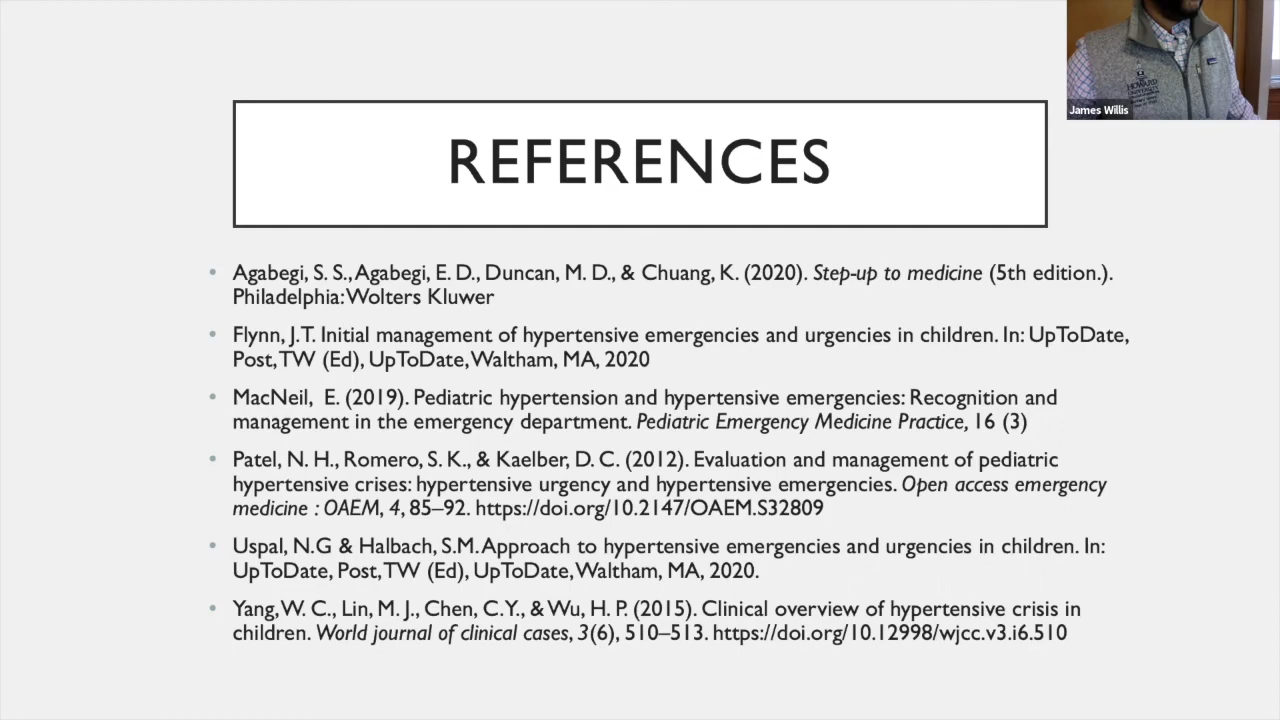 HOWARD
UNIVERSITY
James Willis
REFERENCES
• Agabegi, S. S., Agabegi, E. D., Duncan, M. D., & Chuang, K. (2020). Step-up to medicine (5th edition.).
Philadelphia: Wolters Kluwer
• Flynn, J.T. Initial management of hypertensive emergencies and urgencies in children. In: UpToDate,
Post, TW (Ed), UpToDate, Waltham, MA, 2020
• MacNeil, E. (2019). Pediatric hypertension and hypertensive emergencies: Recognition and
management in the emergency department. Pediatric Emergency Medicine Practice, 16 (3)
• Patel, N. H., Romero, S. K., & Kaelber, D. C. (2012). Evaluation and management of pediatric
hypertensive crises: hypertensive urgency and hypertensive emergencies. Open access emergency
medicine : OAEM, 4, 85–92. https://doi.org/10.2147/OAEM.S32809
• Uspal, N.G & Halbach, S.M. Approach to hypertensive emergencies and urgencies in children. In:
UpToDate, Post, TW (Ed), UpToDate, Waltham, MA, 2020.
• Yang, W. C., Lin, M. J., Chen, C. Y., & Wu, H. P. (2015). Clinical overview of hypertensive crisis in
children. World journal of clinical cases, 3(6), 510–513. https://doi.org/10.12998/wjcc.v3.i6.510